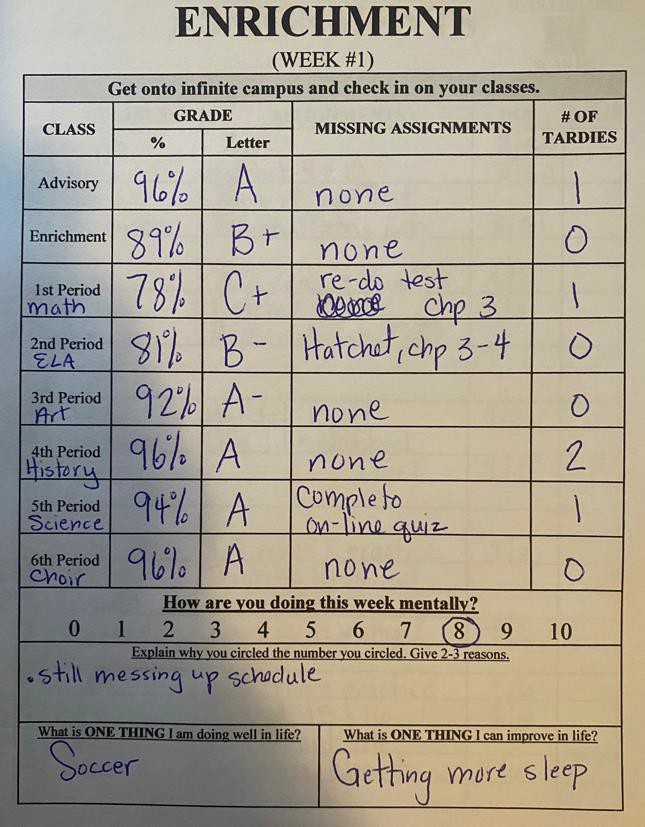 ENRICHMENT
(WEEK #1)
Get onto infinite campus and check in on your classes.
CLASS GRADE MISSING ASSIGNMENTS # OF TARDIES
% Letter
Advisory 96% A none 1
Enrichment 89% B+ none 0
1st Period math 78% C+ re-do test chp 3 1
2nd Period ELA 81% B- Hatchet, chp 3-4 0
3rd Period Art 92% A- none 0
4th Period History 96% A none 2
5th Period Science 94% A Completo on-line quiz 1
6th Period Choir 96% A none 0
How are you doing this week mentally?
0 1 2 3 4 5 6 7 8 9 10
Explain why you circled the number you circled. Give 2-3 reasons.
• still messing up schedule
What is ONE THING I am doing well in life? What is ONE THING I can improve in life?
Soccer Getting more sleep